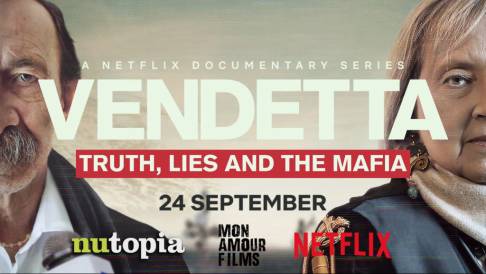 A NETFLIX DOCUMENTARY SERIES
VENDETTA
TRUTH, LIES AND THE MAFIA
24 SEPTEMBER
nutopia
MON
AMOUR
FILMS
NETFLIX